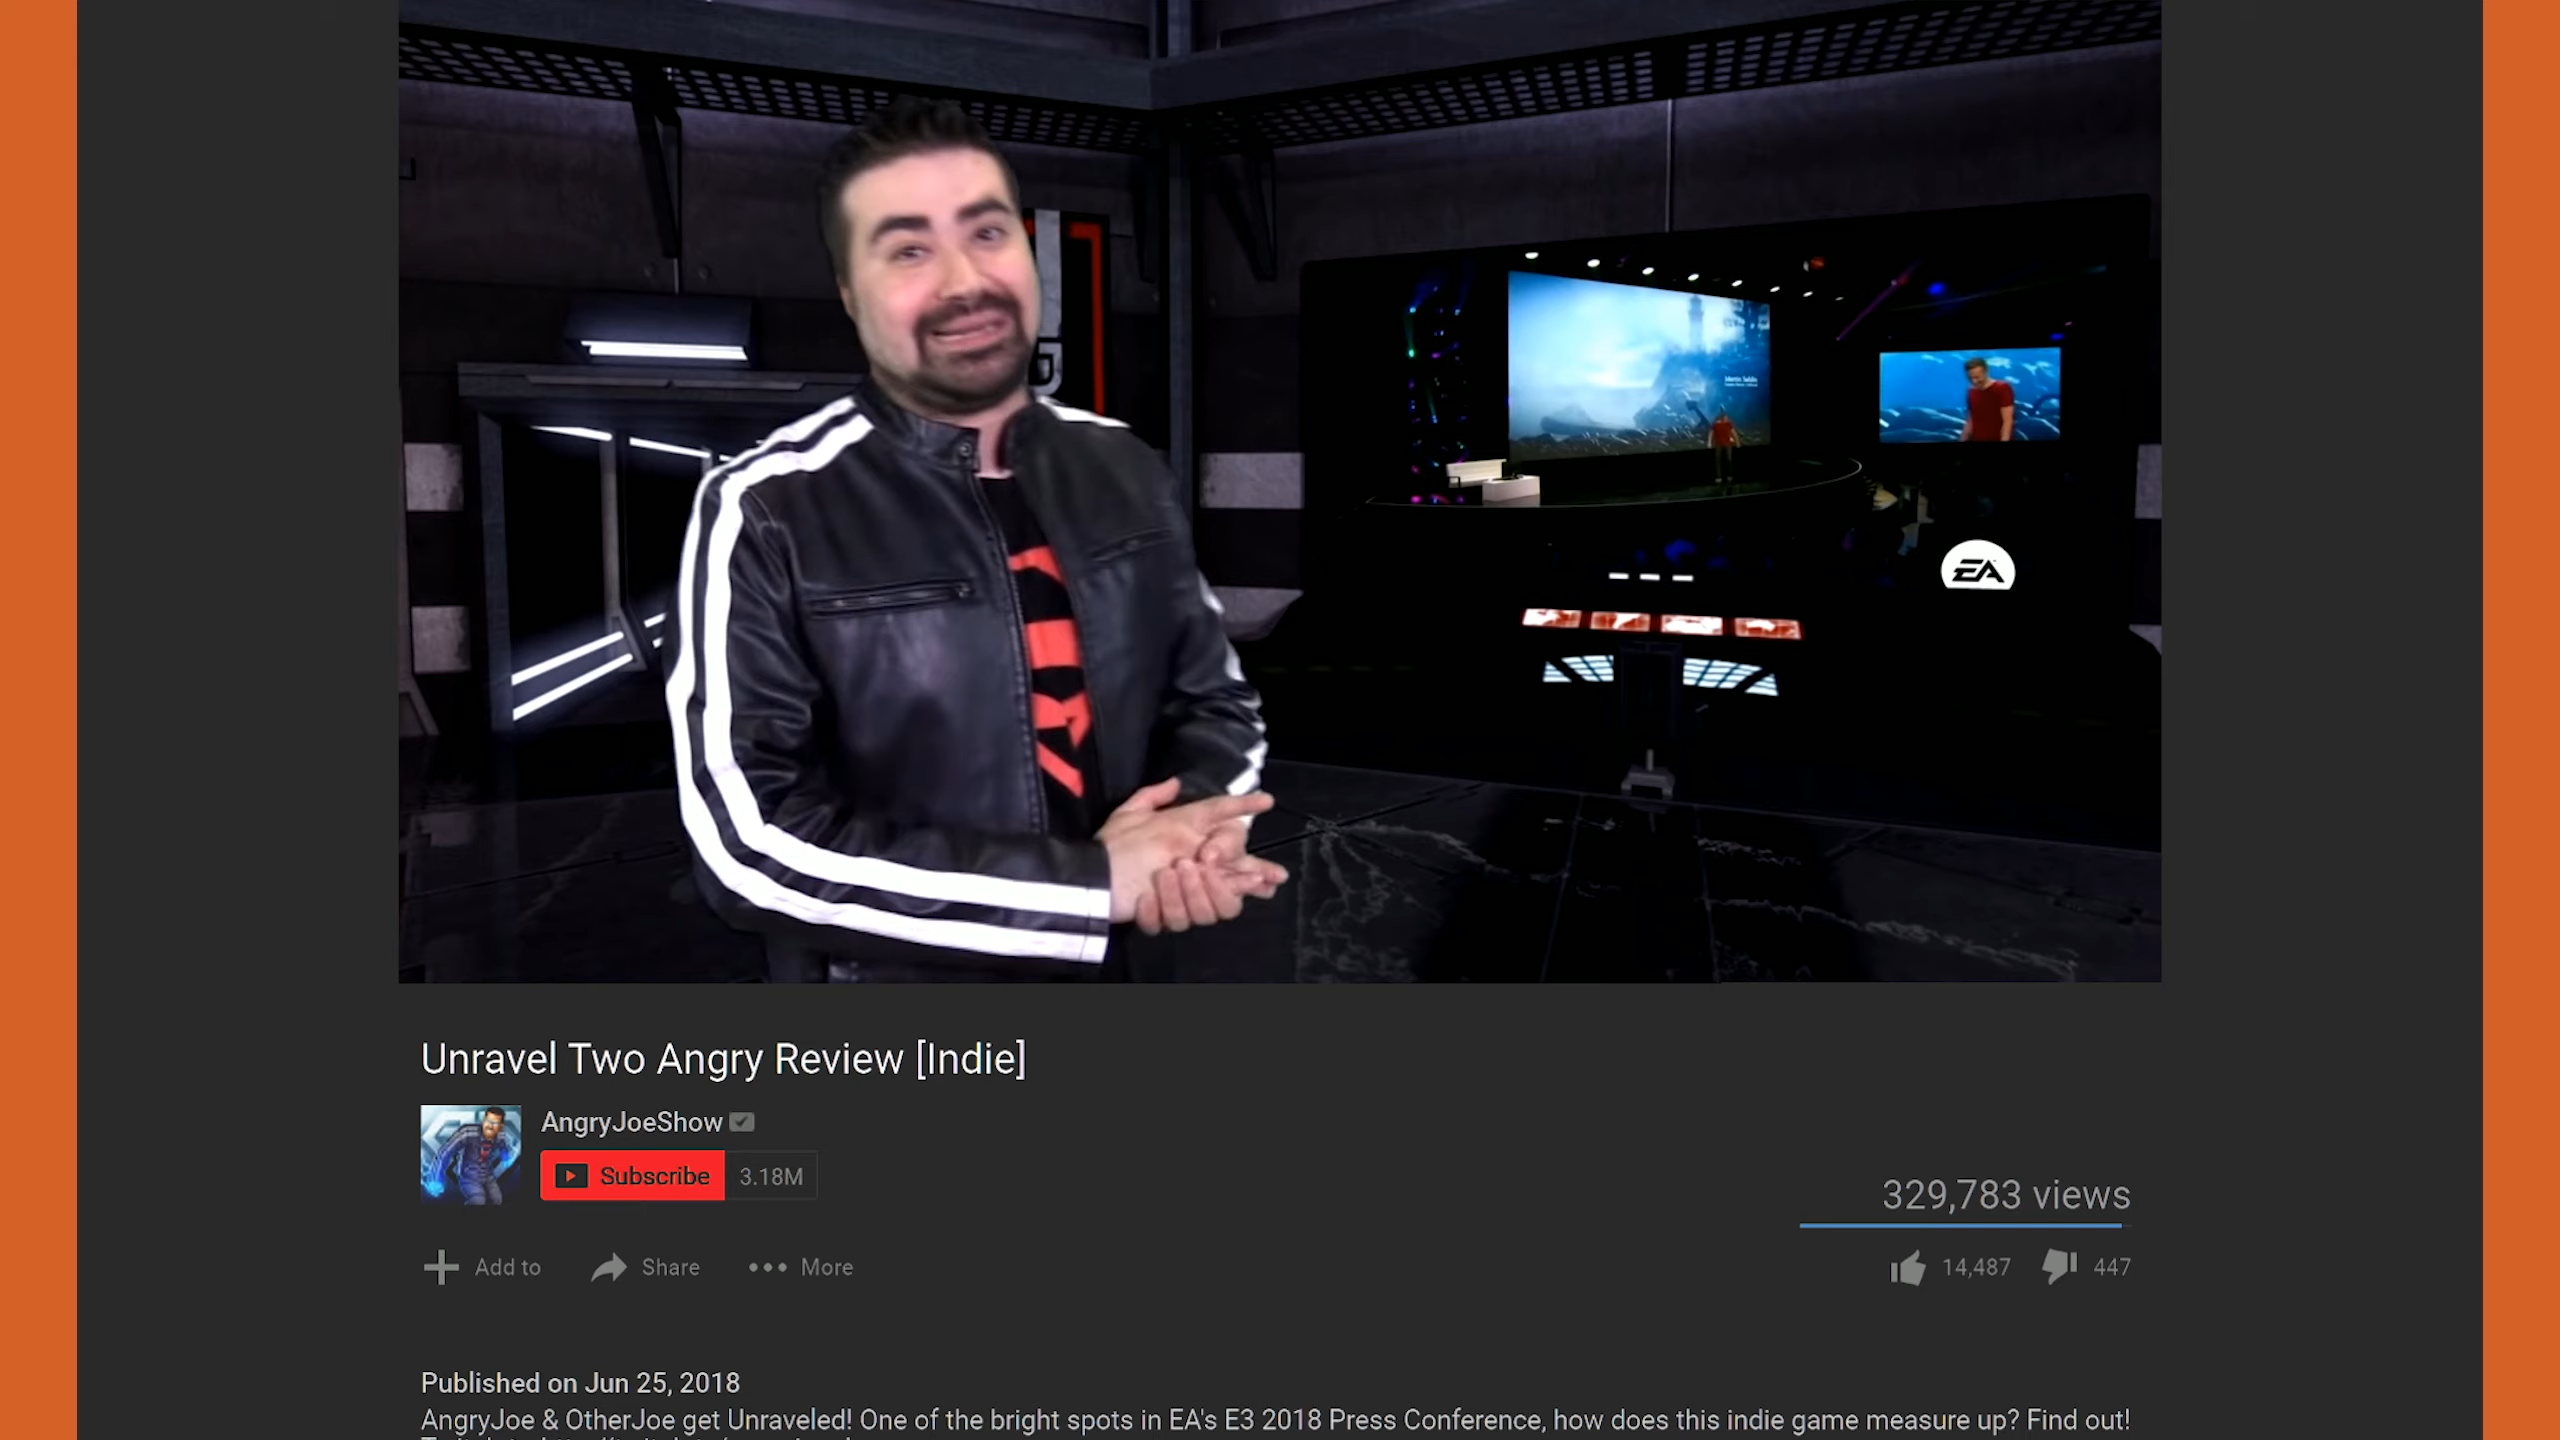 EA
Unravel Two Angry Review [Indie]
AngryJoeShow
Subscribe 3.18M
329,783 views
Add to Share More 14,487 447
Published on Jun 25, 2018
AngryJoe & OtherJoe get Unraveled! One of the bright spots in EA's E3 2018 Press Conference, how does this indie game measure up? Find out!